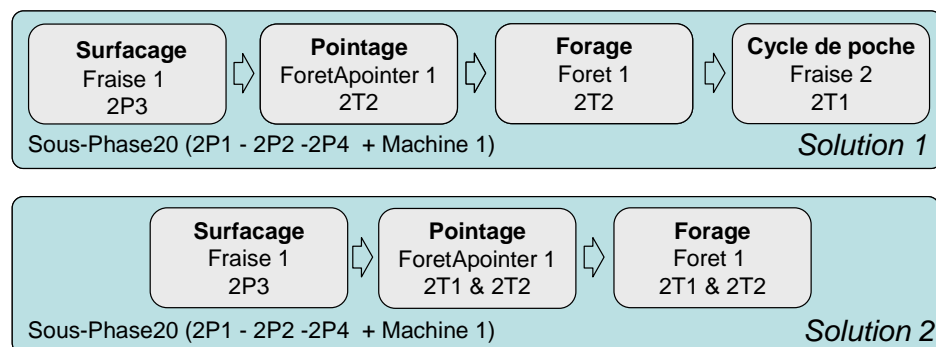 Surfacage
Fraise 1
2P3
Pointage
ForetApointer 1
2T2
Forage
Foret 1
2T2
Cycle de poche
Fraise 2
2T1
Sous-Phase20 (2P1 - 2P2 -2P4  + Machine 1)
Solution 1
Surfacage
Fraise 1
2P3
Pointage
ForetApointer 1
2T1 & 2T2
Forage
Foret 1
2T1 & 2T2
Sous-Phase20 (2P1 - 2P2 -2P4  + Machine 1)
Solution 2